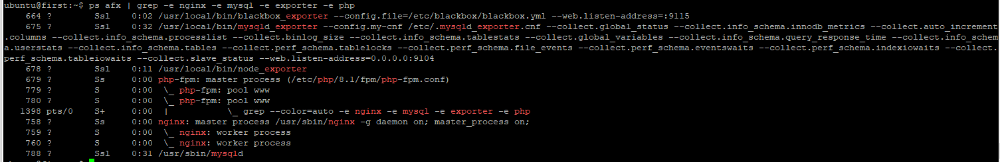 ubuntu@first:~$ ps afx | grep -e nginx -e mysql -e exporter -e php
    664 ?        Ssl    0:02 /usr/local/bin/blackbox_exporter --config.file=/etc/blackbox/blackbox.yml --web.listen-address=:9115
    675 ?        Ssl    0:32 /usr/local/bin/mysqld_exporter --config.my-cnf /etc/.mysqld_exporter.cnf --collect.global_status --collect.info_schema.innodb_metrics --collect.auto_increment
.columns --collect.info_schema.processlist --collect.binlog_size --collect.info_schema.tablestats --collect.global_variables --collect.info_schema.query_response_time --collect.info_schem
a.userstats --collect.info_schema.tables --collect.perf_schema.tablelocks --collect.perf_schema.file_events --collect.perf_schema.eventswaits --collect.perf_schema.indexiowaits --collect.
perf_schema.tableiowaits --collect.slave_status --web.listen-address=0.0.0.0:9104
    678 ?        Ssl    0:11 /usr/local/bin/node_exporter
    679 ?        Ss     0:00 php-fpm: master process (/etc/php/8.1/fpm/php-fpm.conf)
    779 ?        S      0:00  \_ php-fpm: pool www
    780 ?        S      0:00  \_ php-fpm: pool www
   1398 pts/0    S+     0:00  |           \_ grep --color=auto -e nginx -e mysql -e exporter -e php
    758 ?        Ss     0:00 nginx: master process /usr/sbin/nginx -g daemon on; master_process on;
    759 ?        S      0:00  \_ nginx: worker process
    760 ?        S      0:00  \_ nginx: worker process
    788 ?        Ssl    0:31 /usr/sbin/mysqld